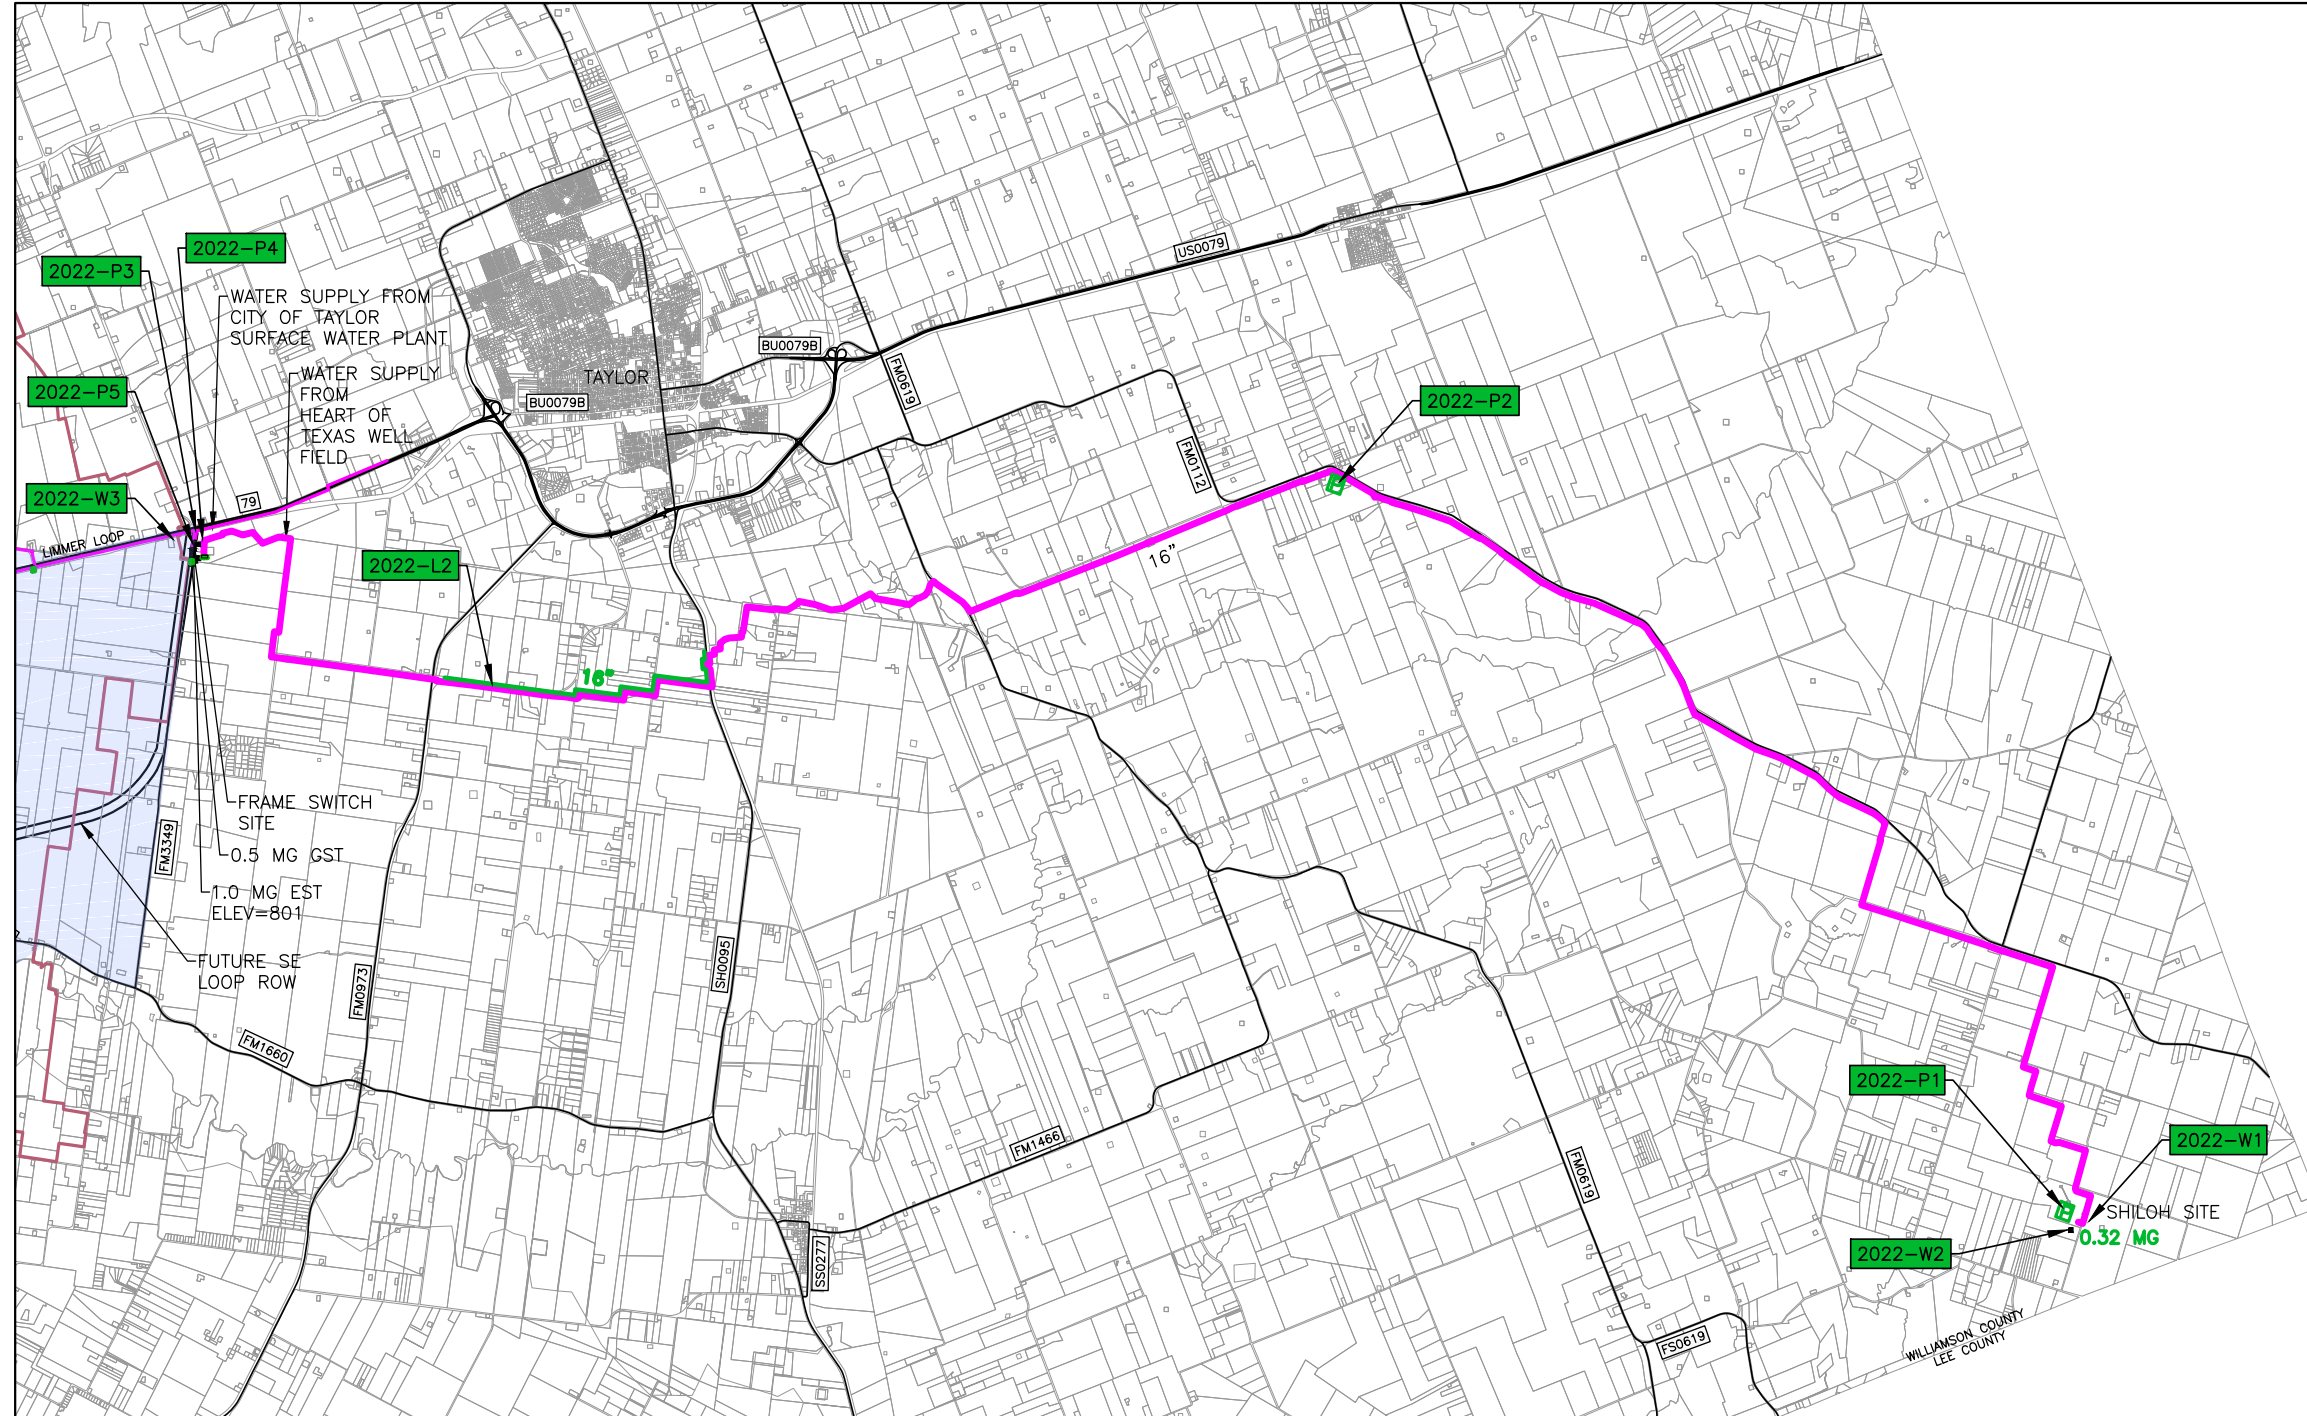 2022-P4
2022-P3
WATER SUPPLY FROM
CITY OF TAYLOR
SURFACE WATER PLANT
US0079
BU0079B
WATER SUPPLY
FROM
HEART OF
TEXAS WELL
FIELD
TAYLOR
FM0619
2022-P5
BU0079B
2022-P2
FM0112
2022-W3
79
LIMMER LOOP
16"
2022-L2
16"
FRAME SWITCH
SITE
FM3349
0.5 MG GST
1.0 MG EST
ELEV=801
FUTURE SE
LOOP ROW
FM0973
SH0095
FM1660
2022-P1
FM1466
2022-W1
FM0619
SHILOH SITE
0.32 MG
2022-W2
SS0277
FS0619
WILLIAMSON COUNTY
LEE COUNTY